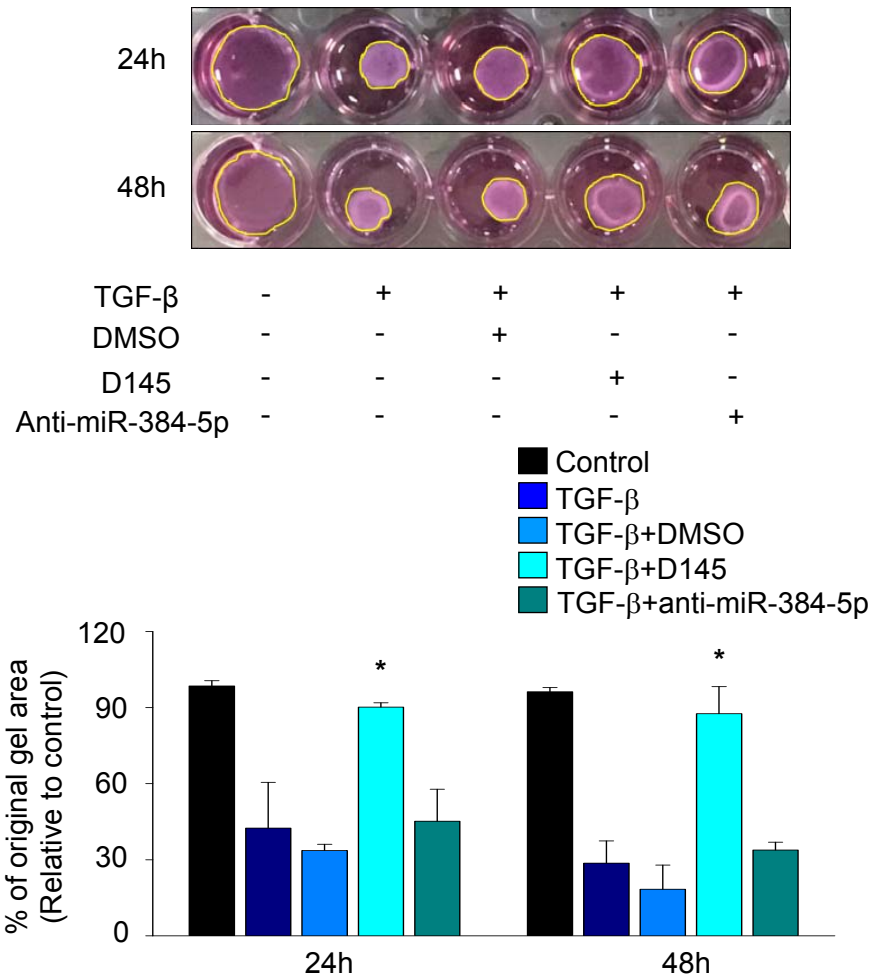 24h
48h
TGF-β - + + + +
DMSO - - + - -
D145 - - - + -
Anti-miR-384-5p - - - - +
Control
TGF-β
TGF-β+DMSO
TGF-β+D145
TGF-β+anti-miR-384-5p
% of original gel area
(Relative to control)
120
90
60
30
0
* *
24h 48h